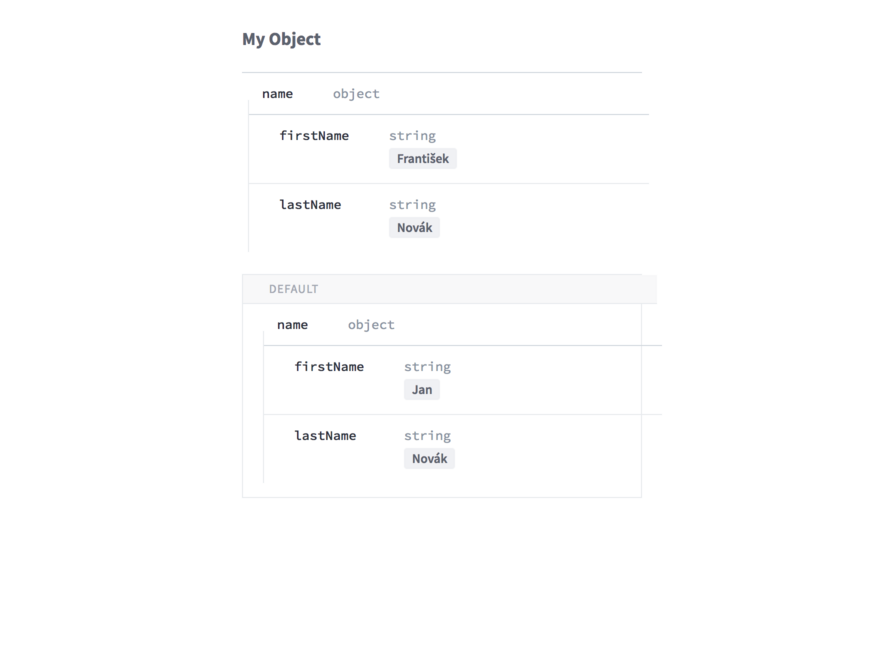 My Object
name object
firstName string
František
lastName string
Novák
DEFAULT
name object
firstName string
Jan
lastName string
Novák